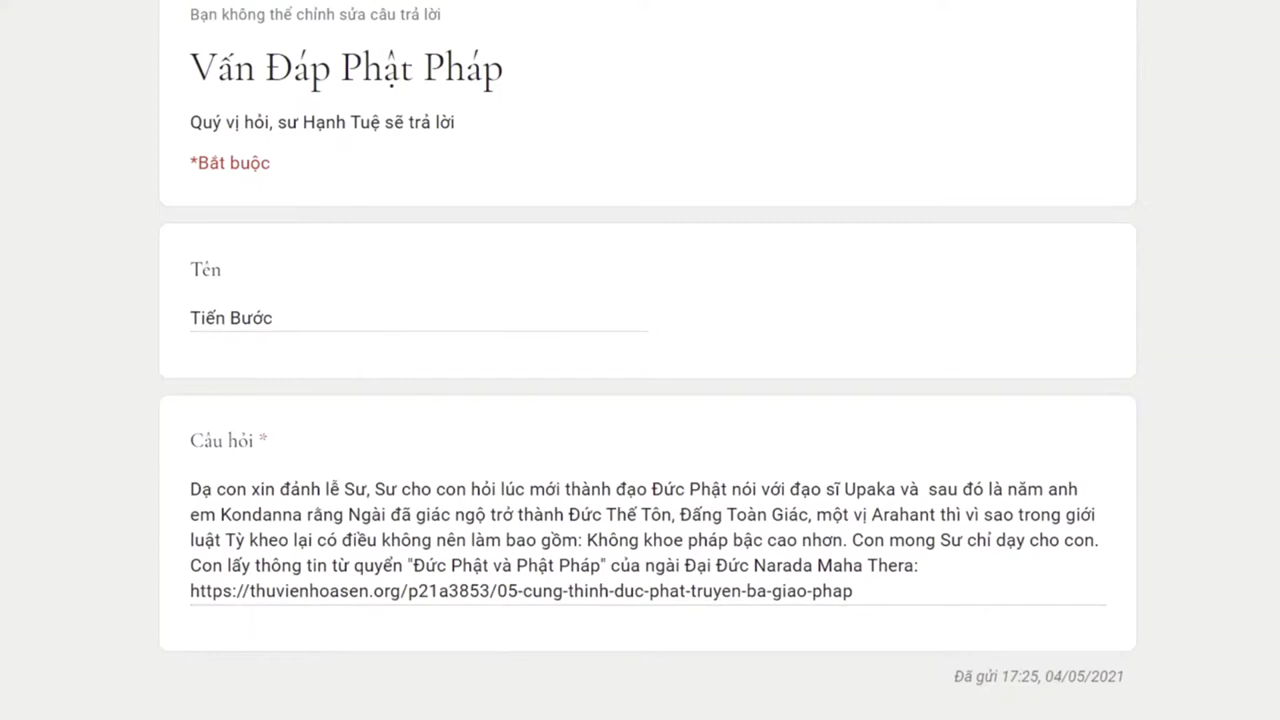 Bạn không thể chỉnh sửa câu trả lời
Vấn Đáp Phật Pháp
Quý vị hỏi, sư Hạnh Tuệ sẽ trả lời
*Bắt buộc
Tên
Tiến Bước
Câu hỏi *
Dạ con xin đảnh lễ Sư, Sư cho con hỏi lúc mới thành đạo Đức Phật nói với đạo sĩ Upaka và  sau đó là năm anh
em Kondanna rằng Ngài đã giác ngộ trở thành Đức Thế Tôn, Đấng Toàn Giác, một vị Arahant thì vì sao trong giới
luật Tỳ kheo lại có điều không nên làm bao gồm: Không khoe pháp bậc cao nhơn. Con mong Sư chỉ dạy cho con.
Con lấy thông tin từ quyển "Đức Phật và Phật Pháp" của ngài Đại Đức Narada Maha Thera:
https://thuvienhoasen.org/p21a3853/05-cung-thinh-duc-phat-truyen-ba-giao-phap
Đã gửi 17:25, 04/05/2021